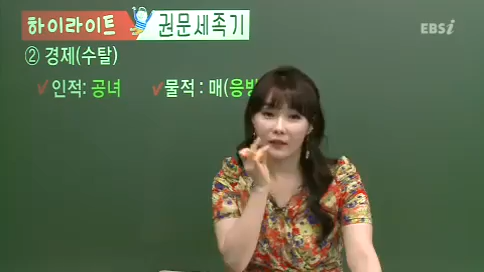 하이라이트 권문세족기
EBSi
② 경제(수탈)
✓인적: 공녀 ✓물적 : 매(응방